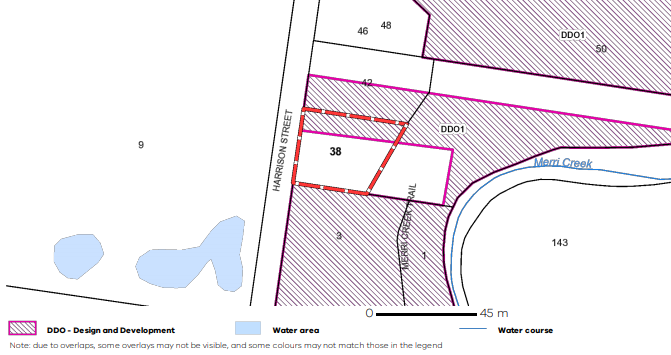 46
48
DDO1
50
42
DDO1
HARRISON STREET
9
38
Merri Creek
MERRI CREEK TRAIL
3
1
143
0 45 m
DDO - Design and Development
Water area
Water course
Note: due to overlaps, some overlays may not be visible, and some colours may not match those in the legend